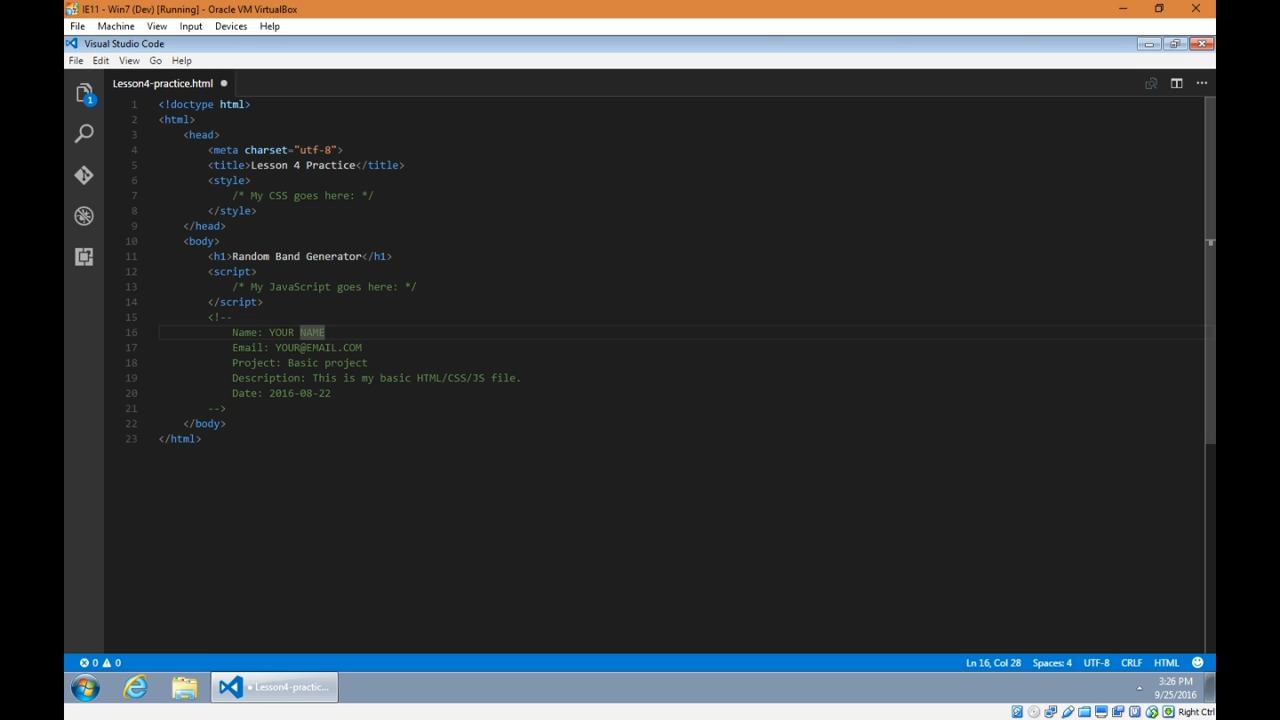 IE11 - Win7 (Dev) [Running] - Oracle VM VirtualBox
File Machine View Input Devices Help
Visual Studio Code
File Edit View Go Help
Lesson4-practice.html
1
1 <!doctype html>
2 <html>
3 <head>
4 <meta charset="utf-8">
5 <title>Lesson 4 Practice</title>
6 <style>
7 /* My CSS goes here: */
8 </style>
9 </head>
10 <body>
11 <h1>Random Band Generator</h1>
12 <script>
13 /* My JavaScript goes here: */
14 </script>
15 <!--
16 Name: YOUR NAME
17 Email: YOUR@EMAIL.COM
18 Project: Basic project
19 Description: This is my basic HTML/CSS/JS file.
20 Date: 2016-08-22
21 -->
22 </body>
23 </html>
0 0 Ln 16, Col 28 Spaces: 4 UTF-8 CRLF HTML
• Lesson4-practic...
3:26 PM
9/25/2016
Right Ctrl